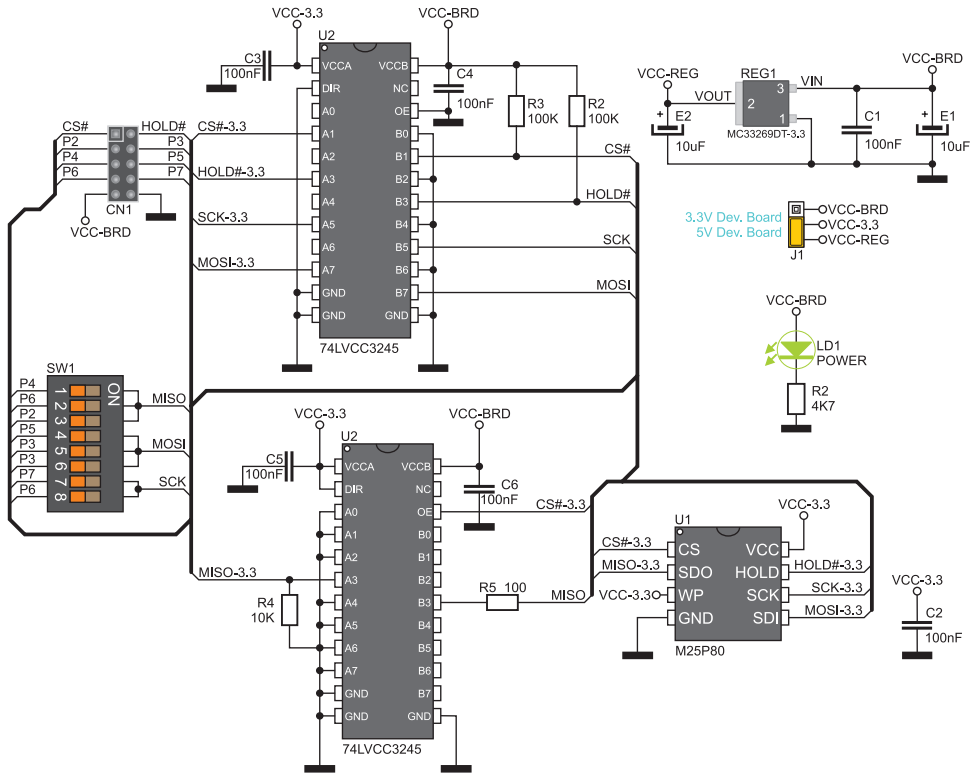 VCC-3.3
U2
VCC-BRD
C3
100nF
VCCA
DIR
A0
A1
A2
A3
A4
A5
A6
A7
GND
GND
VCCB
NC
OE
B0
B1
B2
B3
B4
B5
B6
B7
GND
74LVCC3245
C4
100nF
R3
100K
R2
100K
CS#
HOLD#
SCK
MOSI
CS#-3.3
HOLD#-3.3
SCK-3.3
MOSI-3.3
CS#
P2
P4
P6
HOLD#
P3
P5
P7
CN1
VCC-BRD
VCC-REG
REG1
VCC-BRD
VOUT
VIN
2
3
1
MC33269DT-3.3
E2
10uF
C1
100nF
E1
10uF
3.3V Dev. Board
5V Dev. Board
VCC-BRD
VCC-3.3
VCC-REG
J1
VCC-BRD
LD1
POWER
R2
4K7
SW1
P4
P6
P2
P5
P3
P3
P7
P6
1
2
3
4
5
6
7
8
ON
MISO
MOSI
SCK
VCC-3.3
U2
VCC-BRD
C5
100nF
VCCA
DIR
A0
A1
A2
A3
A4
A5
A6
A7
GND
GND
VCCB
NC
OE
B0
B1
B2
B3
B4
B5
B6
B7
GND
74LVCC3245
C6
100nF
MISO-3.3
R4
10K
CS#-3.3
R5 100
MISO
U1
VCC-3.3
CS#-3.3
MISO-3.3
VCC-3.3
CS
SDO
WP
GND
VCC
HOLD
SCK
SDI
HOLD#-3.3
SCK-3.3
MOSI-3.3
M25P80
VCC-3.3
C2
100nF